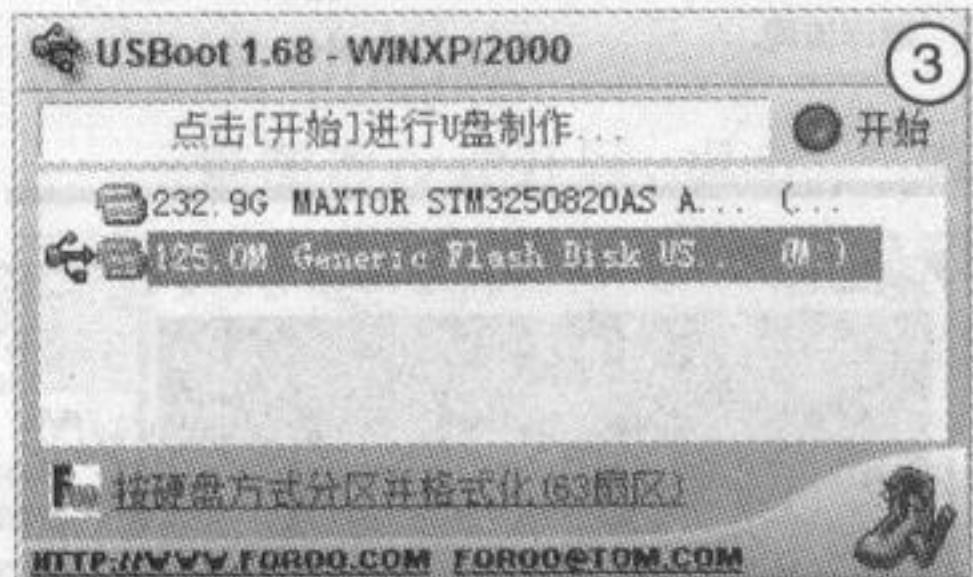 USBoot 1.68 - WINXP/2000
③
点击[开始]进行U盘制作...
开始
232.9G MAXTOR STM3250820AS A... (...
125.0M Generic Flash Disk US... (M )
按硬盘方式分区并格式化(63扇区)
HTTP://WWW.FOROO.COM FOROO@TOM.COM